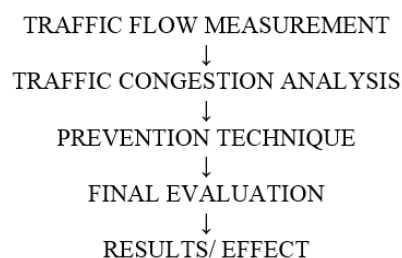 TRAFFIC FLOW MEASUREMENT
↓
TRAFFIC CONGESTION ANALYSIS
↓
PREVENTION TECHNIQUE
↓
FINAL EVALUATION
↓
RESULTS/ EFFECT